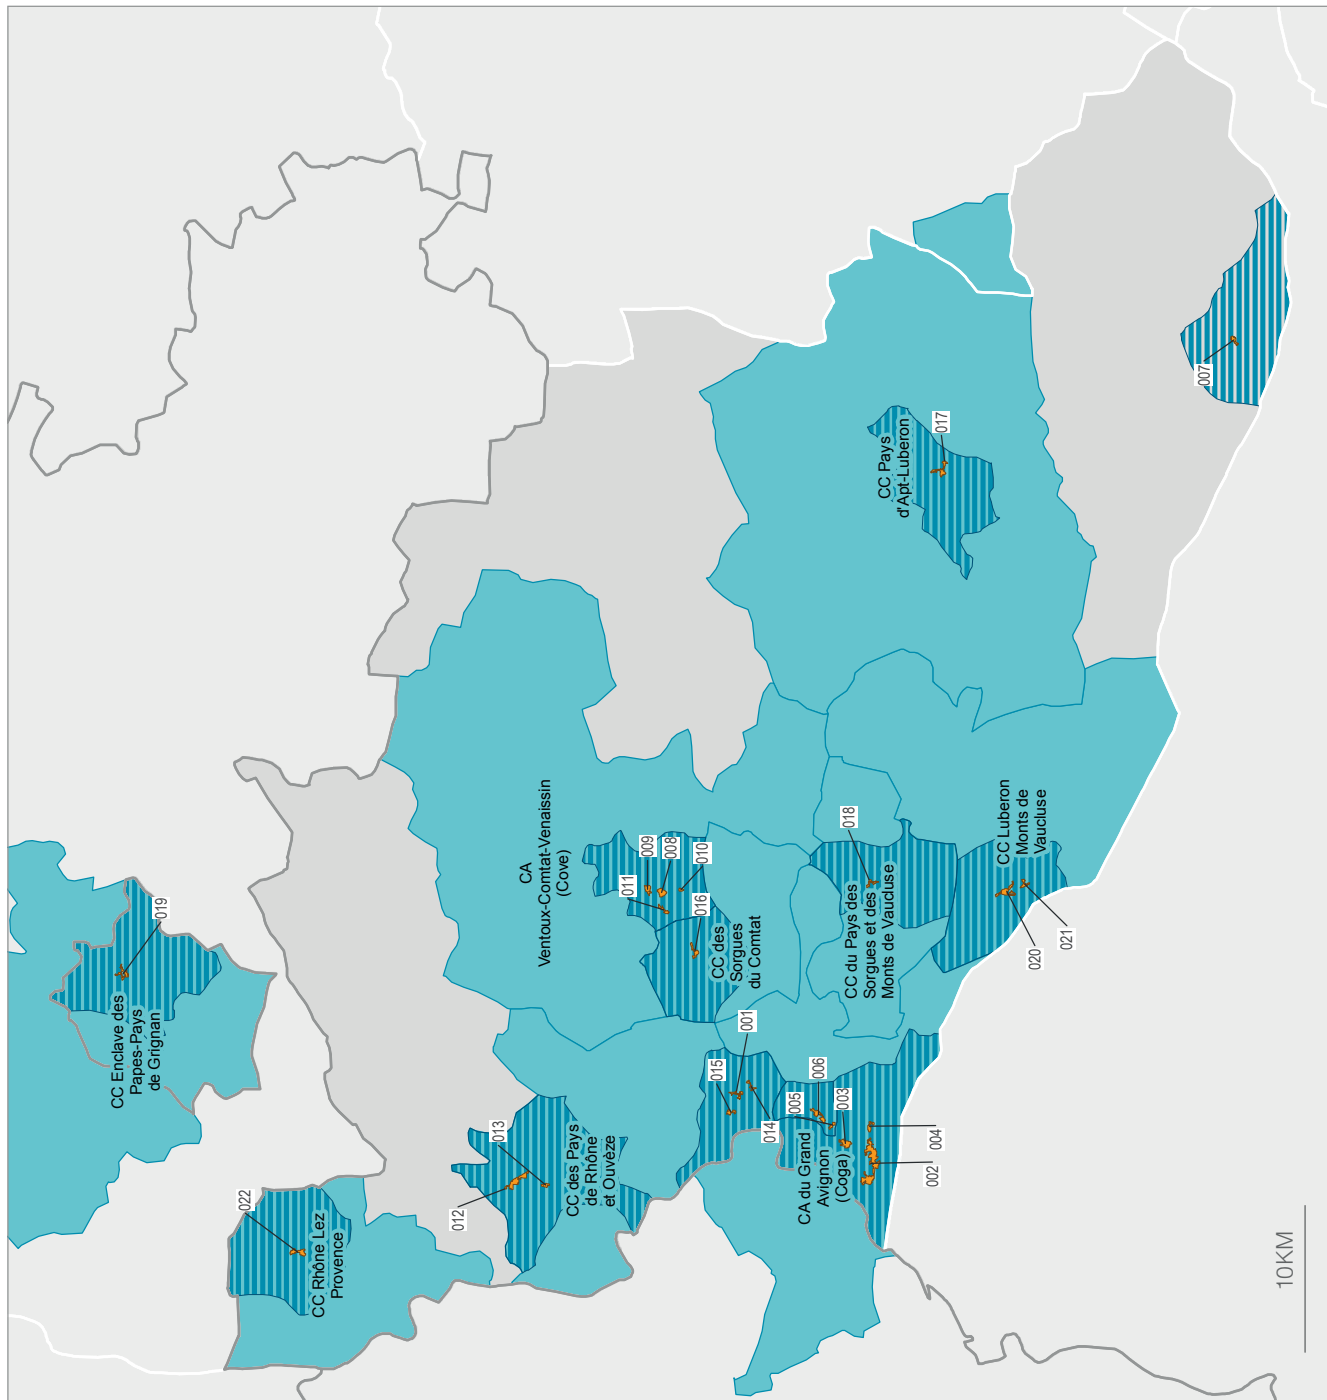 CC Enclave des
Papes-Pays
de Grignan
019
022
CC Rhône Lez
Provence
012
013
CC des Pays
de Rhône
et Ouvèze
CA
Ventoux-Comtat-Venaissin
(Cove)
011
009
008
010
016
CC des
Sorgues
du Comtat
015
001
014
005
006
003
CA du Grand
Avignon
(Coga)
002
004
CC du Pays des
Sorgues et des
Monts de Vaucluse
018
CC Luberon
Monts de
Vaucluse
020
021
CC Pays
d'Apt-Luberon
017
007
10KM